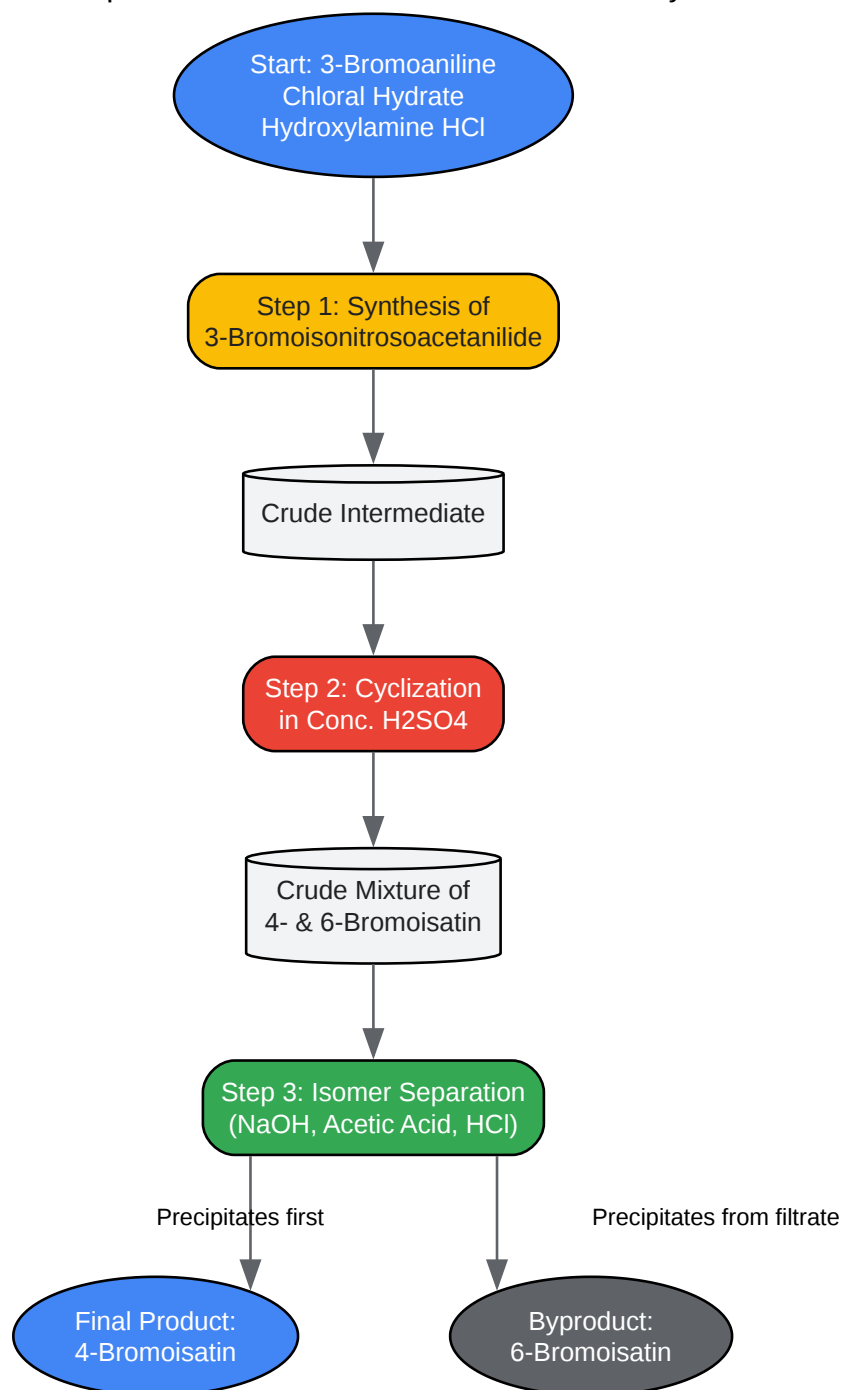 Start: 3-Bromoaniline
Chloral Hydrate
Hydroxylamine HCl
Step 1: Synthesis of
3-Bromoisonitrosoacetanilide
Crude Intermediate
Step 2: Cyclization
in Conc. H2SO4
Crude Mixture of
4- & 6-Bromoisatin
Step 3: Isomer Separation
(NaOH, Acetic Acid, HCl)
Precipitates first
Precipitates from filtrate
Final Product:
4-Bromoisatin
Byproduct:
6-Bromoisatin